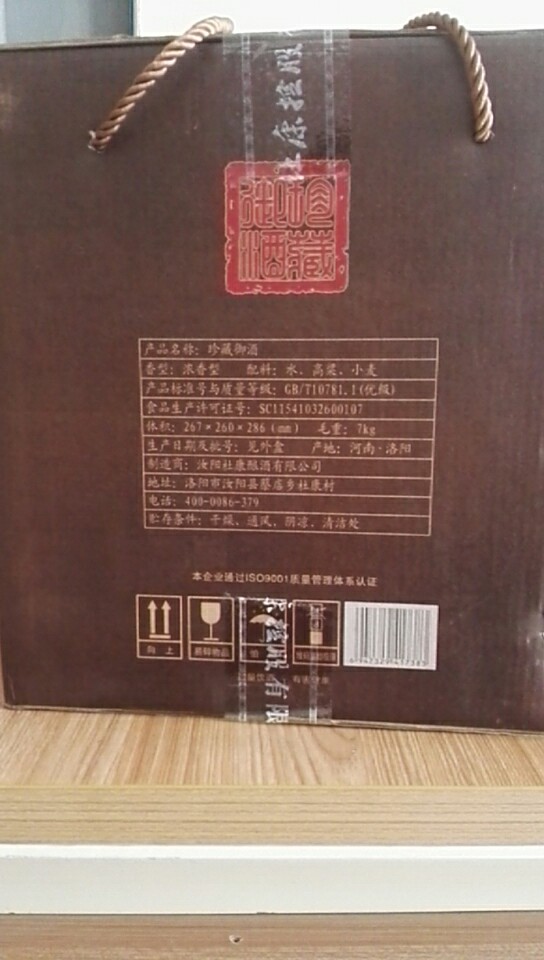 康控股
珍藏御酒
产品名称：珍藏御酒
香型：浓香型 配料：水、高粱、小麦
产品标准号与质量等级：GB/T10781.1(优级)
食品生产许可证号：SC11541032600107
体积：267×260×286(mm) 毛重：7kg
生产日期及批号：见外盒 产地：河南·洛阳
制造商：汝阳杜康酿酒有限公司
地址：洛阳市汝阳县蔡店乡杜康村
电话：400-0086-379
贮存条件：干燥、通风、阴凉、清洁处
本企业通过ISO9001质量管理体系认证
向上
易碎物品
控股有限